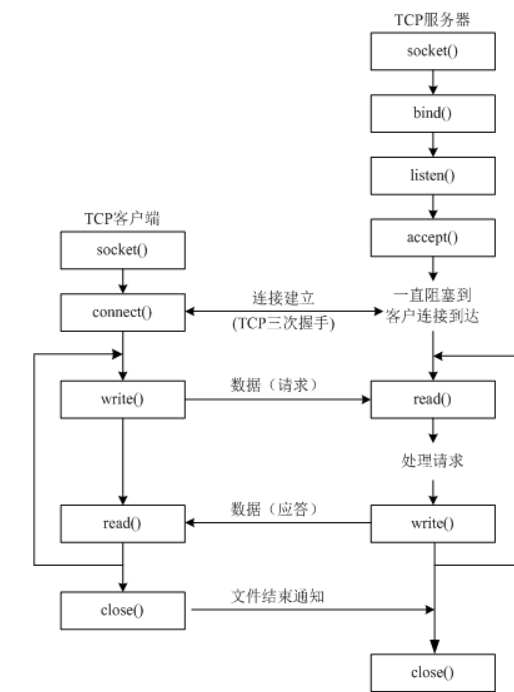 TCP服务器
socket()
bind()
listen()
accept()
一直阻塞到
客户连接到达
TCP客户端
socket()
connect()
连接建立
(TCP三次握手)
write()
数据（请求）
read()
处理请求
read()
数据（应答）
write()
close()
文件结束通知
close()